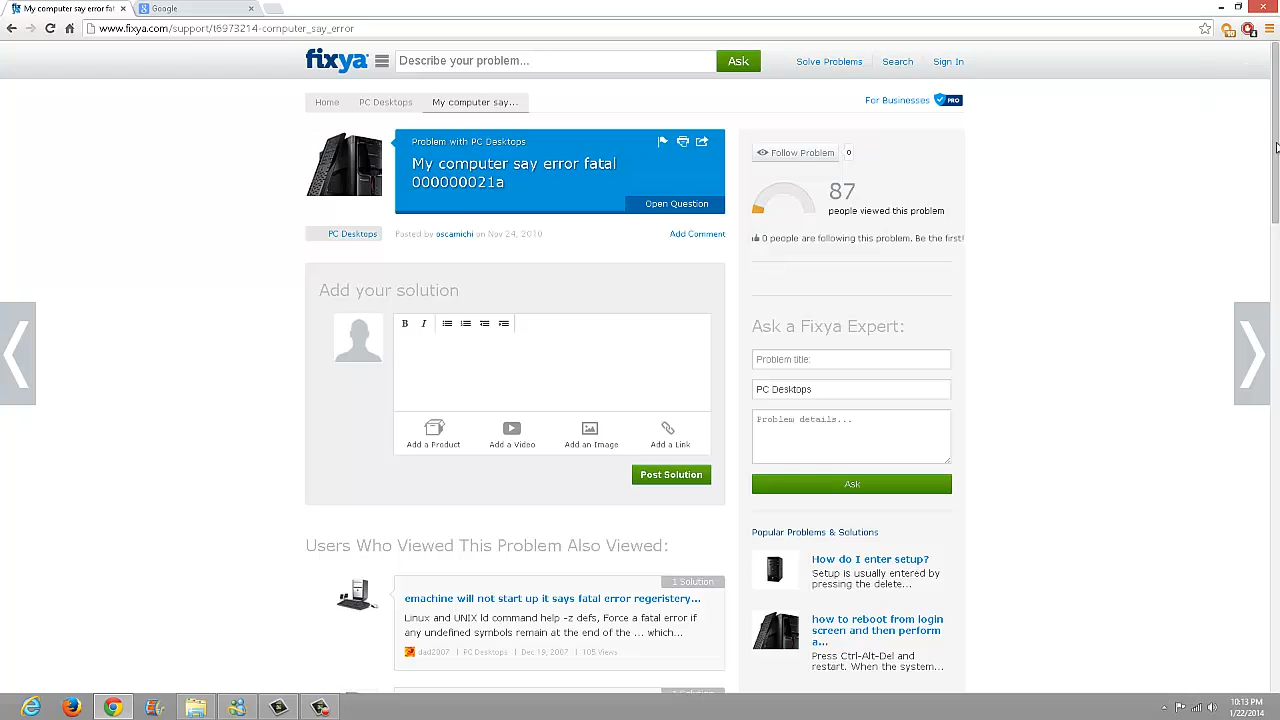 My computer say error fat
Google
www.fixya.com/support/t6973214-computer_say_error
fixya
Describe your problem...
Ask
Solve Problems
Search
Sign In
Home
PC Desktops
My computer say...
For Businesses
PRO
Problem with PC Desktops
My computer say error fatal
000000021a
Open Question
PC Desktops
Posted by oscamichi on Nov 24, 2010
Add Comment
Follow Problem
0
87
people viewed this problem
0 people are following this problem. Be the first!
Add your solution
B
I
Add a Product
Add a Video
Add an Image
Add a Link
Post Solution
Ask a Fixya Expert:
Problem title:
PC Desktops
Problem details...
Ask
Users Who Viewed This Problem Also Viewed:
1 Solution
emachine will not start up it says fatal error regeristery...
Linux and UNIX ld command help -z defs, Force a fatal error if
any undefined symbols remain at the end of the ... which...
dad2007 | PC Desktops | Dec 19, 2007 | 105 Views
Popular Problems & Solutions
How do I enter setup?
Setup is usually entered by
pressing the delete...
how to reboot from login
screen and then perform
a...
Press Ctrl-Alt-Del and
restart. When the system...
10:13 PM
1/22/2014